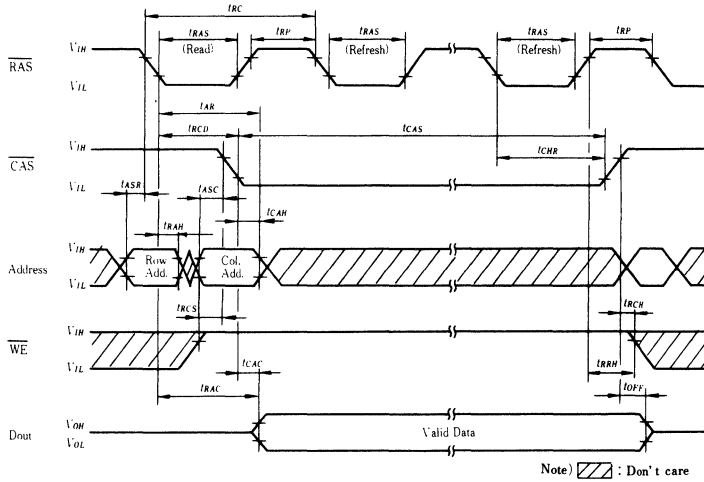 tRC
tRAS
(Read)
tRP
tRAS
(Refresh)
tRAS
(Refresh)
tRP
RAS
VIH
VIL
tAR
tRCD
tCAS
tCHR
CAS
VIH
VIL
tASR
tASC
tRAH
tCAH
Address
VIH
VIL
Row
Add.
Col.
Add.
tRCS
tRCH
WE
VIH
VIL
tCAC
tRRH
tRAC
tOFF
Dout
VOH
VOL
Valid Data
Note) : Don't care